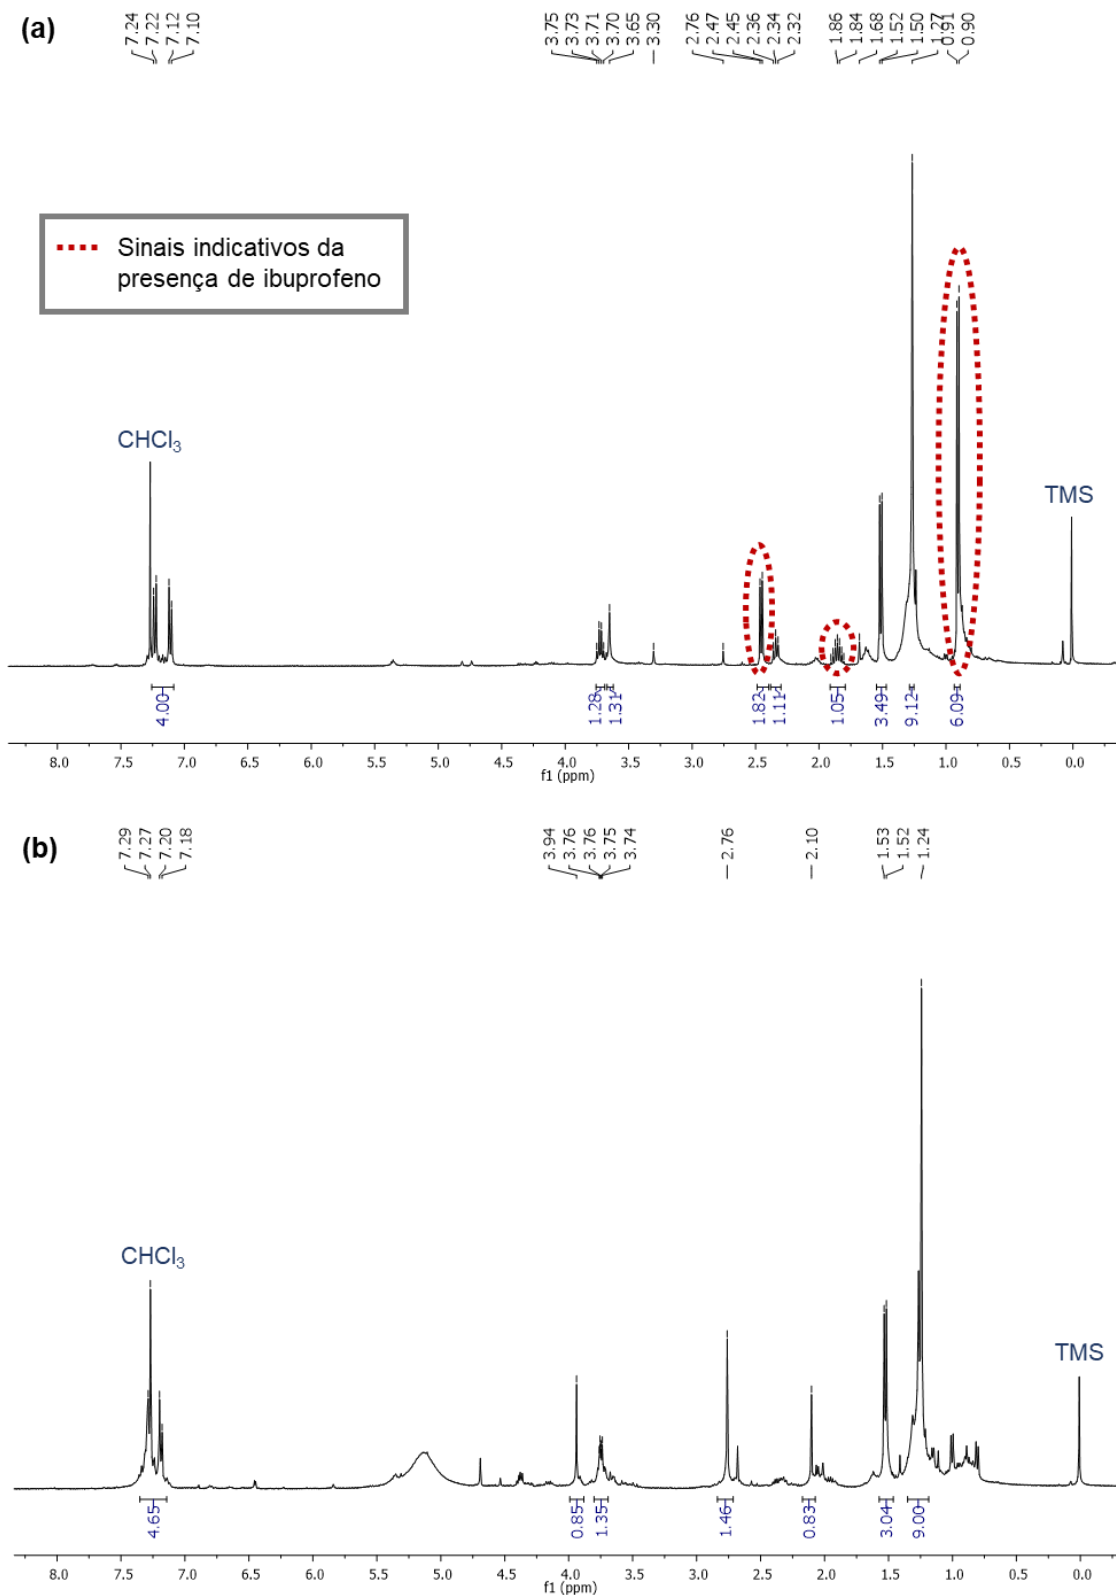 (a)
7.24 7.22 7.12 7.10 3.75 3.73 3.71 3.70 3.65 3.30 2.76 2.47 2.45 2.36 2.34 2.32 1.86 1.84 1.68 1.52 1.50 1.27 0.91 0.90
Sinais indicativos da
presença de ibuprofeno
CHCl₃
TMS
4.00 1.28 1.31 1.82 1.11 1.05 3.49 9.12 6.09
8.0 7.5 7.0 6.5 6.0 5.5 5.0 4.5 4.0 3.5 3.0 2.5 2.0 1.5 1.0 0.5 0.0
f1 (ppm)
(b)
7.29 7.27 7.20 7.18 3.94 3.76 3.76 3.75 3.74 2.76 2.10 1.53 1.52 1.24
CHCl₃
TMS
4.65 0.85 1.35 1.46 0.83 3.04 9.00
8.0 7.5 7.0 6.5 6.0 5.5 5.0 4.5 4.0 3.5 3.0 2.5 2.0 1.5 1.0 0.5 0.0
f1 (ppm)